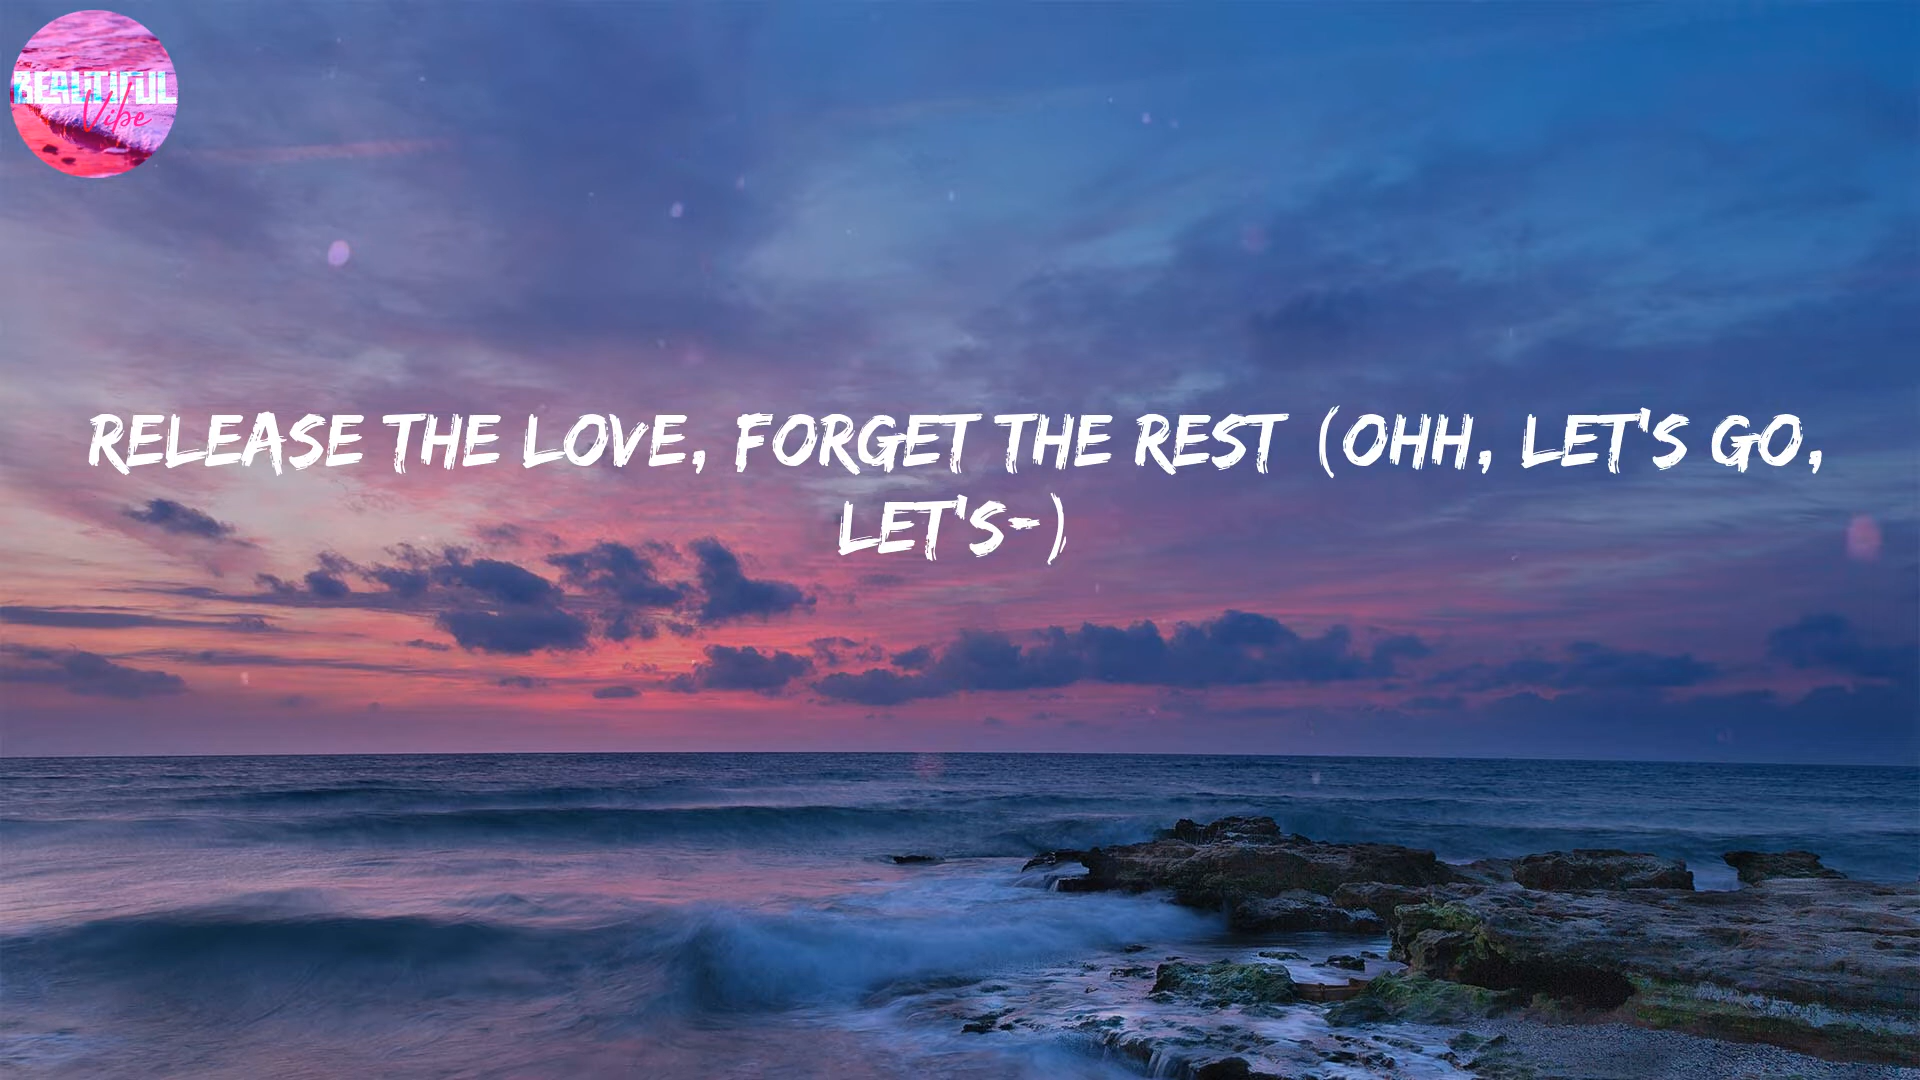 BEAUTIFUL
Vibe
RELEASE THE LOVE, FORGET THE REST (OHH, LET'S GO,
LET'S-)